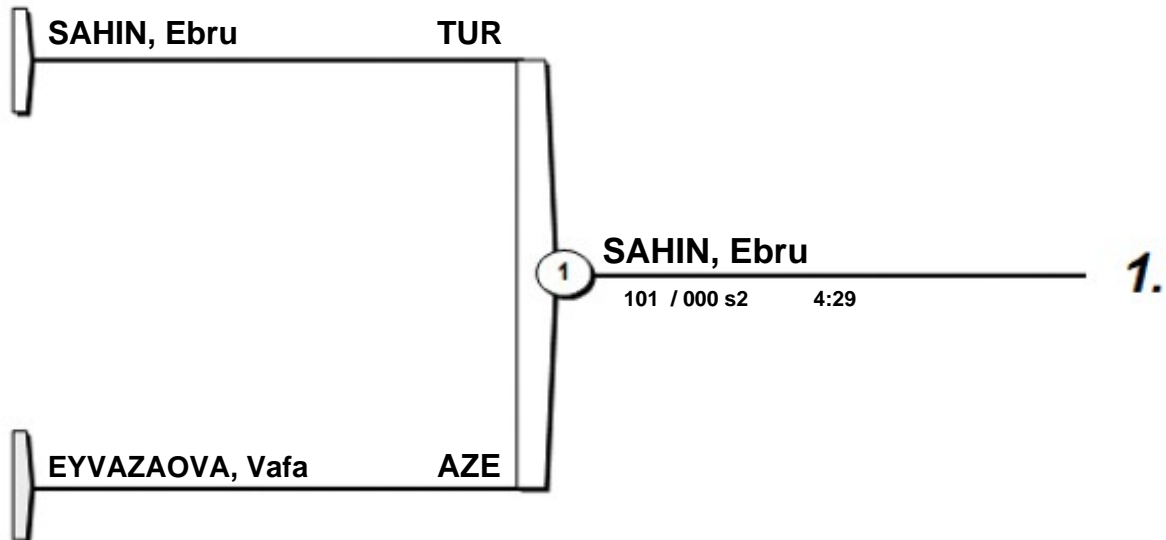 SAHIN, Ebru TUR
1 SAHIN, Ebru 1.
101 / 000 s2 4:29
EYVAZAOVA, Vafa AZE